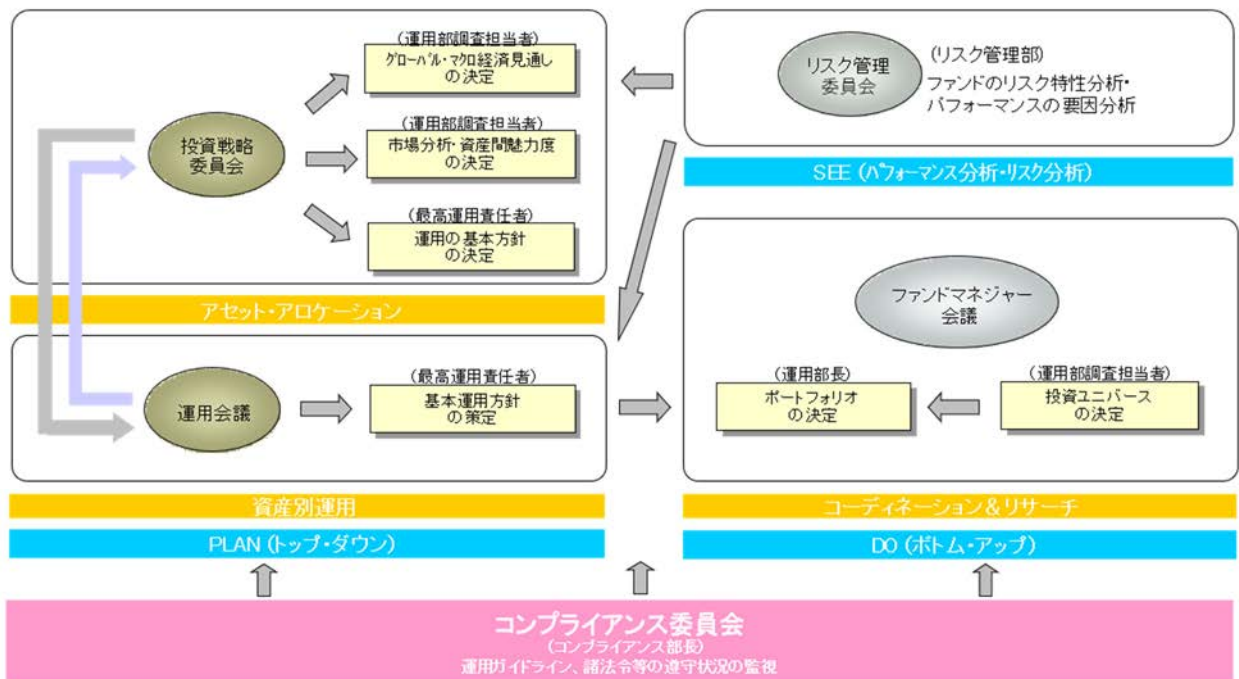 (運用部調査担当者)
グローバル・マクロ経済見通し
の決定
投資戦略
委員会
(運用部調査担当者)
市場分析・資産間魅力度
の決定
(最高運用責任者)
運用の基本方針
の決定
アセット・アロケーション
運用会議
(最高運用責任者)
基本運用方針
の策定
資産別運用
PLAN (トップ・ダウン)
リスク管理
委員会
(リスク管理部)
ファンドのリスク特性分析・
パフォーマンスの要因分析
SEE (パフォーマンス分析・リスク分析)
ファンドマネジャー
会議
(運用部長)
ポートフォリオ
の決定
(運用部調査担当者)
投資ユニバース
の決定
コーディネーション&リサーチ
DO (ボトム・アップ)
コンプライアンス委員会
(コンプライアンス部長)
運用ガイドライン、諸法令等の遵守状況の監視